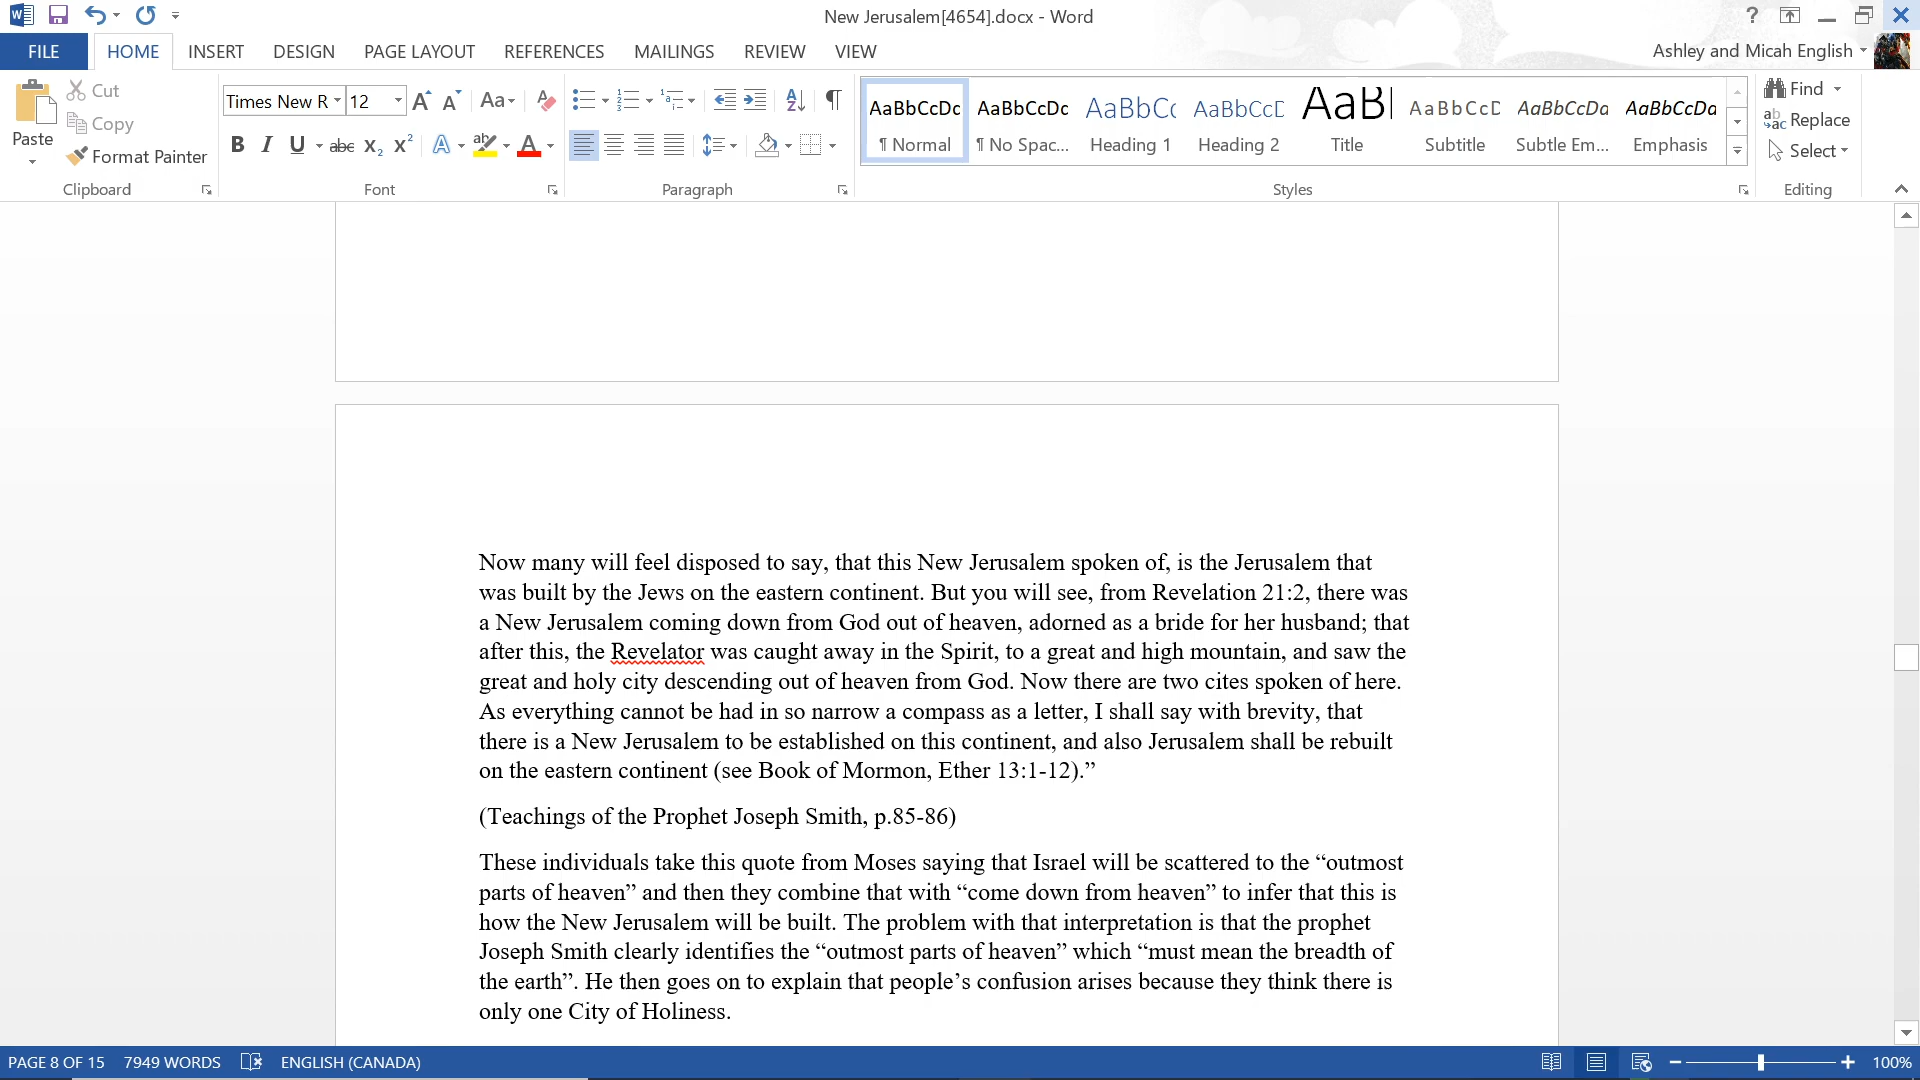 New Jerusalem[4654].docx - Word
FILE HOME INSERT DESIGN PAGE LAYOUT REFERENCES MAILINGS REVIEW VIEW
Ashley and Micah English
Paste
Cut
Copy
Format Painter
Clipboard
Times New R 12
Font
Paragraph
AaBbCcDc AaBbCcDc AaBbCc AaBbCcD AaBl AaBbCcD AaBbCcDa AaBbCcDa
¶ Normal ¶ No Spac... Heading 1 Heading 2 Title Subtitle Subtle Em... Emphasis
Styles
Find
Replace
Select
Editing
Now many will feel disposed to say, that this New Jerusalem spoken of, is the Jerusalem that
was built by the Jews on the eastern continent. But you will see, from Revelation 21:2, there was
a New Jerusalem coming down from God out of heaven, adorned as a bride for her husband; that
after this, the Revelator was caught away in the Spirit, to a great and high mountain, and saw the
great and holy city descending out of heaven from God. Now there are two cites spoken of here.
As everything cannot be had in so narrow a compass as a letter, I shall say with brevity, that
there is a New Jerusalem to be established on this continent, and also Jerusalem shall be rebuilt
on the eastern continent (see Book of Mormon, Ether 13:1-12).”
(Teachings of the Prophet Joseph Smith, p.85-86)
These individuals take this quote from Moses saying that Israel will be scattered to the “outmost
parts of heaven” and then they combine that with “come down from heaven” to infer that this is
how the New Jerusalem will be built. The problem with that interpretation is that the prophet
Joseph Smith clearly identifies the “outmost parts of heaven” which “must mean the breadth of
the earth”. He then goes on to explain that people’s confusion arises because they think there is
only one City of Holiness.
PAGE 8 OF 15 7949 WORDS ENGLISH (CANADA) 100%